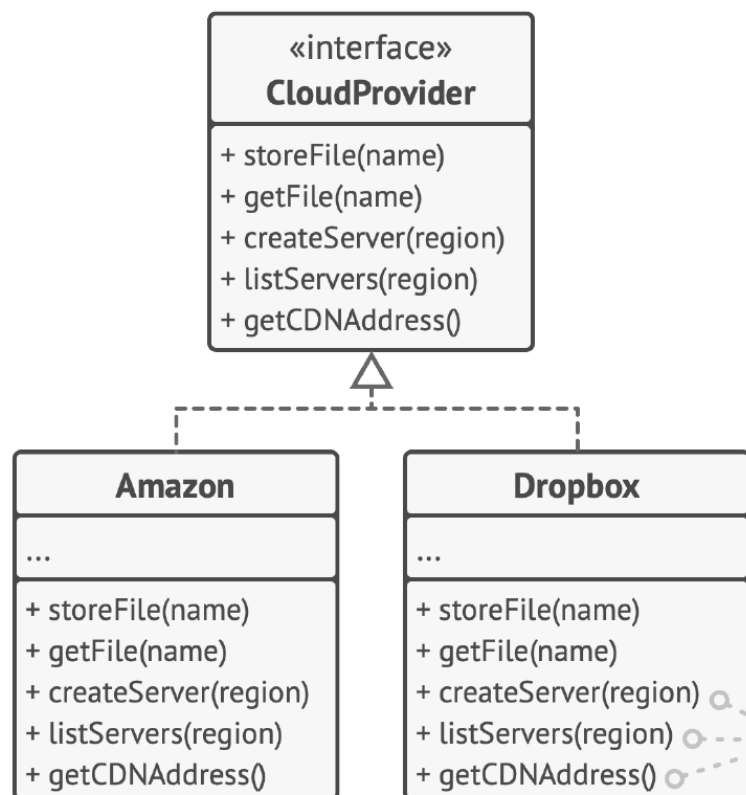 «interface»
CloudProvider
+ storeFile(name)
+ getFile(name)
+ createServer(region)
+ listServers(region)
+ getCDNAddress()
Amazon
...
+ storeFile(name)
+ getFile(name)
+ createServer(region)
+ listServers(region)
+ getCDNAddress()
Dropbox
...
+ storeFile(name)
+ getFile(name)
+ createServer(region)
+ listServers(region)
+ getCDNAddress()